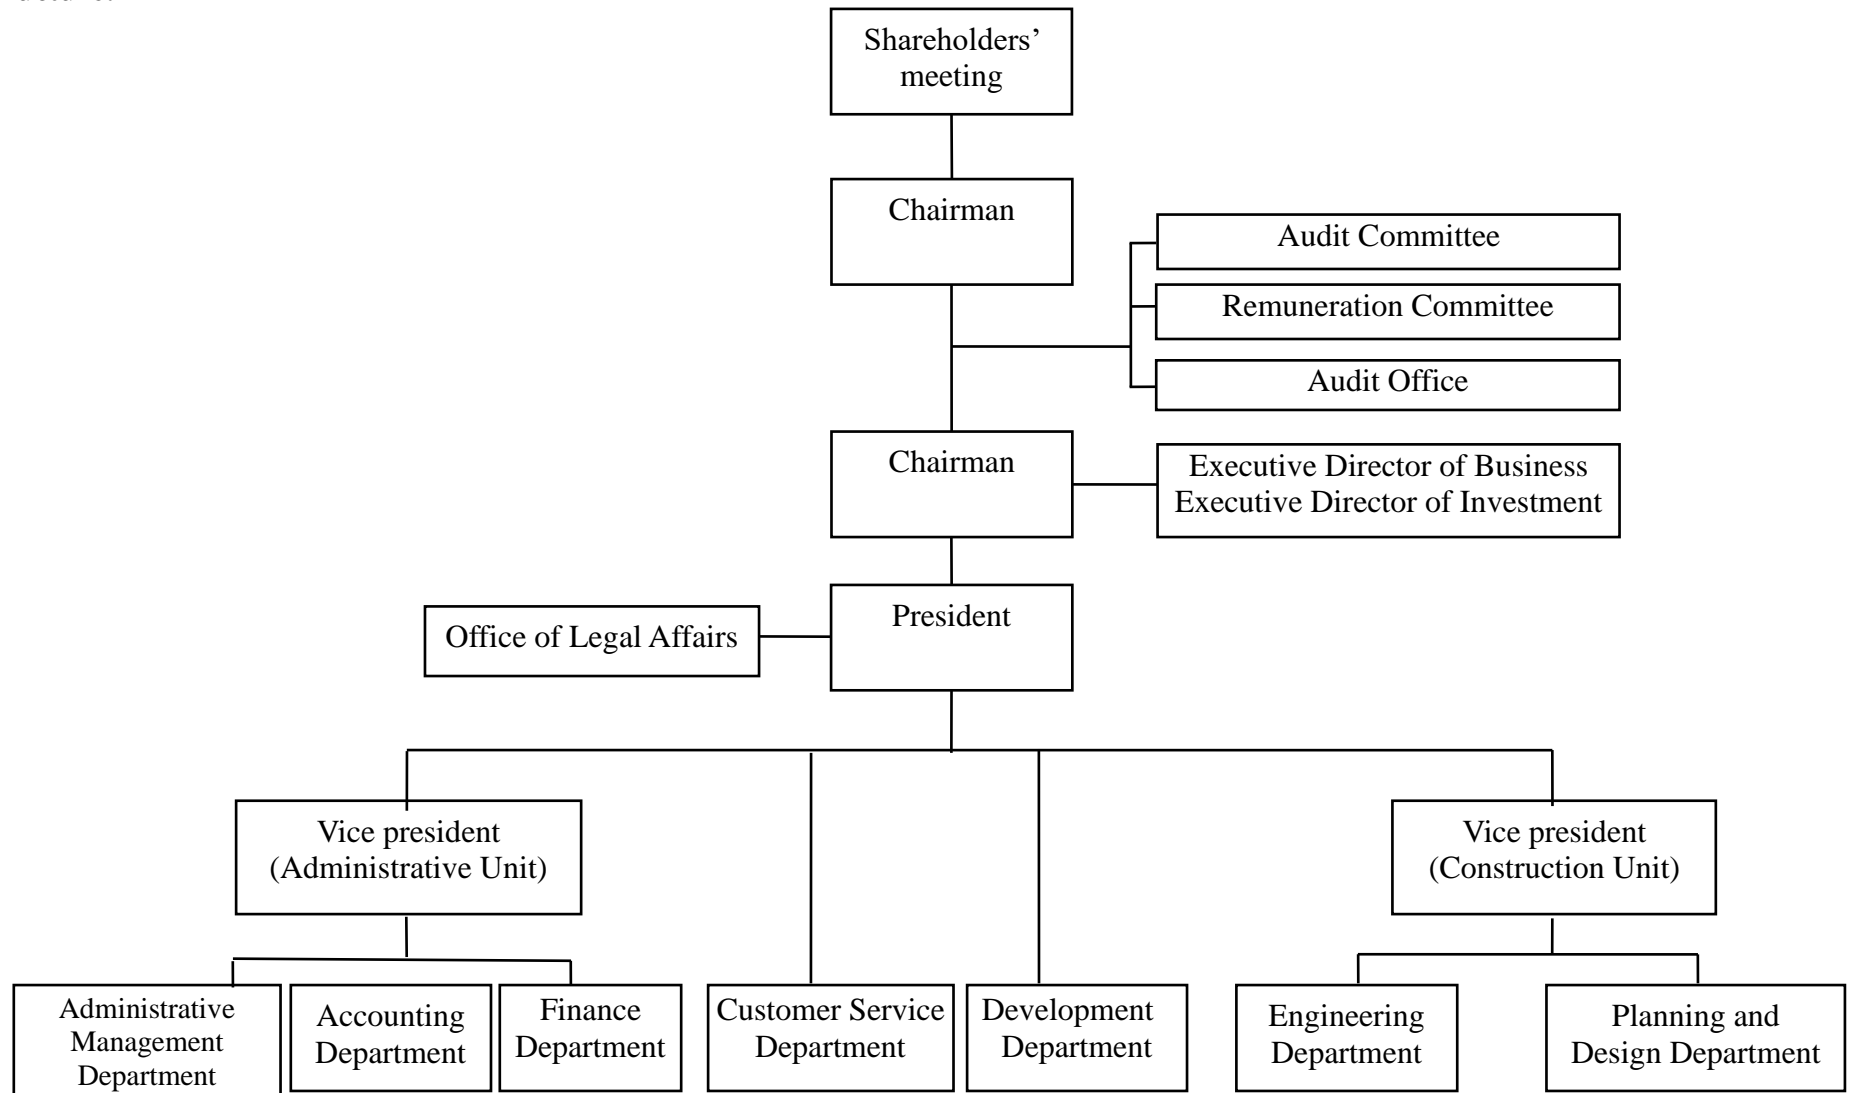 Shareholders’
meeting
Chairman
Audit Committee
Remuneration Committee
Audit Office
Chairman
Executive Director of Business
Executive Director of Investment
President
Office of Legal Affairs
Vice president
(Administrative Unit)
Vice president
(Construction Unit)
Administrative
Management
Department
Accounting
Department
Finance
Department
Customer Service
Department
Development
Department
Engineering
Department
Planning and
Design Department